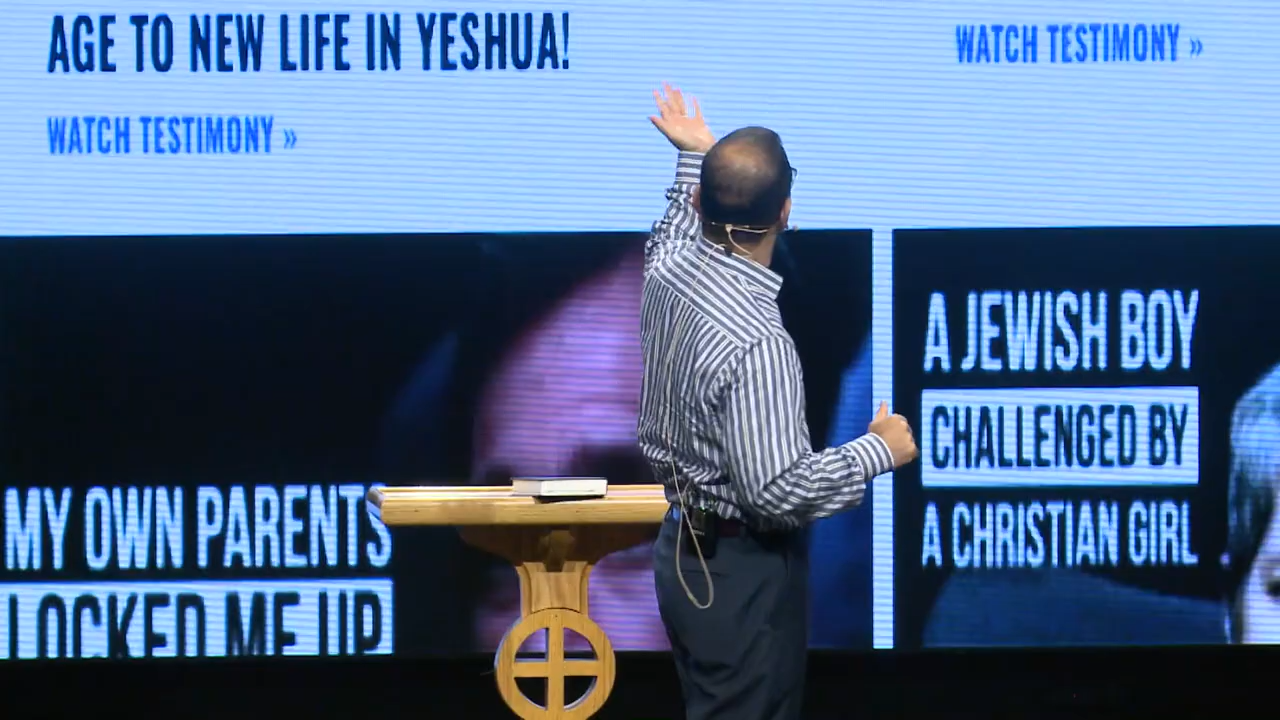 AGE TO NEW LIFE IN YESHUA!
WATCH TESTIMONY »
WATCH TESTIMONY »
MY OWN PARENTS
LOCKED ME UP
A JEWISH BOY
CHALLENGED BY
A CHRISTIAN GIRL